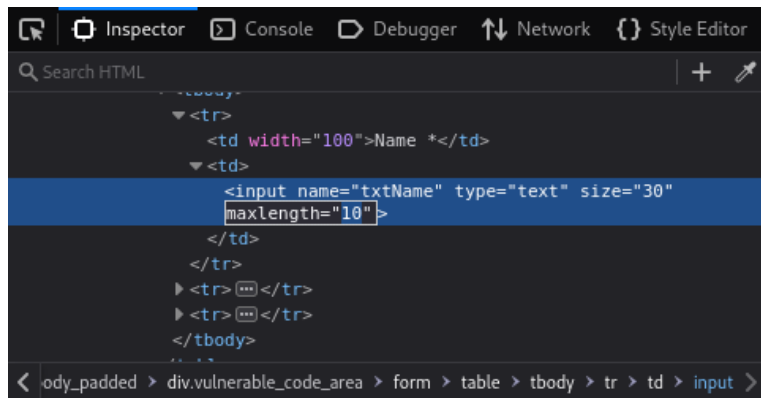 Inspector Console Debugger Network {} Style Editor
Search HTML +
<tbody>
<tr>
<td width="100">Name *</td>
<td>
<input name="txtName" type="text" size="30"
maxlength="10">
</td>
</tr>
<tr>…</tr>
<tr>…</tr>
</tbody>
ody_padded > div.vulnerable_code_area > form > table > tbody > tr > td > input